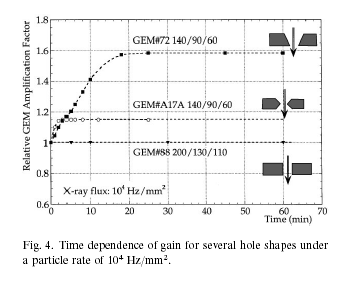 1.8
GEM#72 140/90/60
1.6
1.4
GEM#A17A 140/90/60
1.2
1
GEM#88 200/130/110
0.8
X-ray flux: 10⁴ Hz/mm²
0.6
0 10 20 30 40 50 60 70
Time (min)
Relative GEM Amplification Factor
Fig. 4. Time dependence of gain for several hole shapes under
a particle rate of 10⁴ Hz/mm².